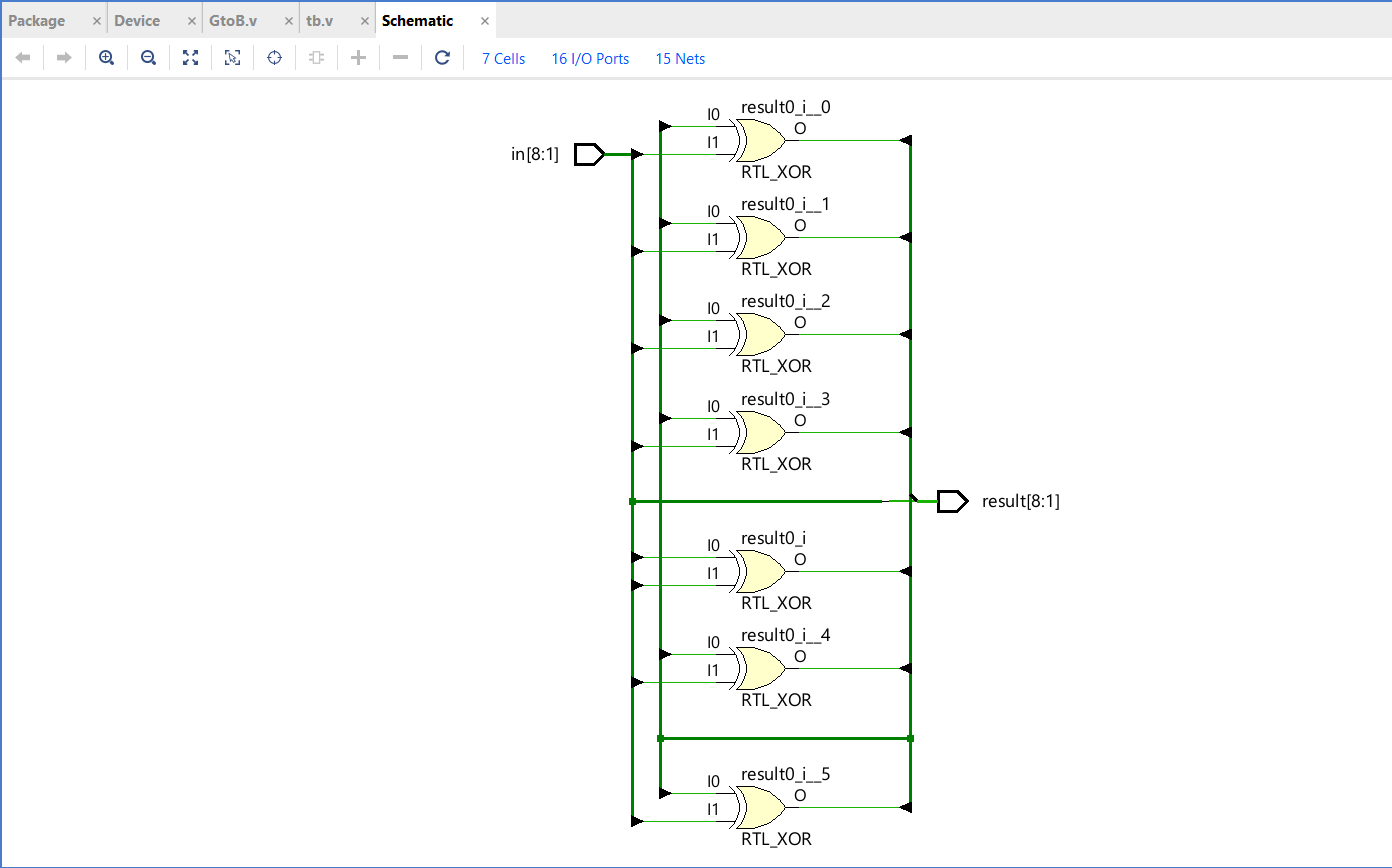 Package × Device × GtoB.v × tb.v × Schematic ×
7 Cells 16 I/O Ports 15 Nets
result0_i__0
I0 O
I1
in[8:1]
RTL_XOR
result0_i__1
I0 O
I1
RTL_XOR
result0_i__2
I0 O
I1
RTL_XOR
result0_i__3
I0 O
I1
RTL_XOR
result[8:1]
result0_i
I0 O
I1
RTL_XOR
result0_i__4
I0 O
I1
RTL_XOR
result0_i__5
I0 O
I1
RTL_XOR